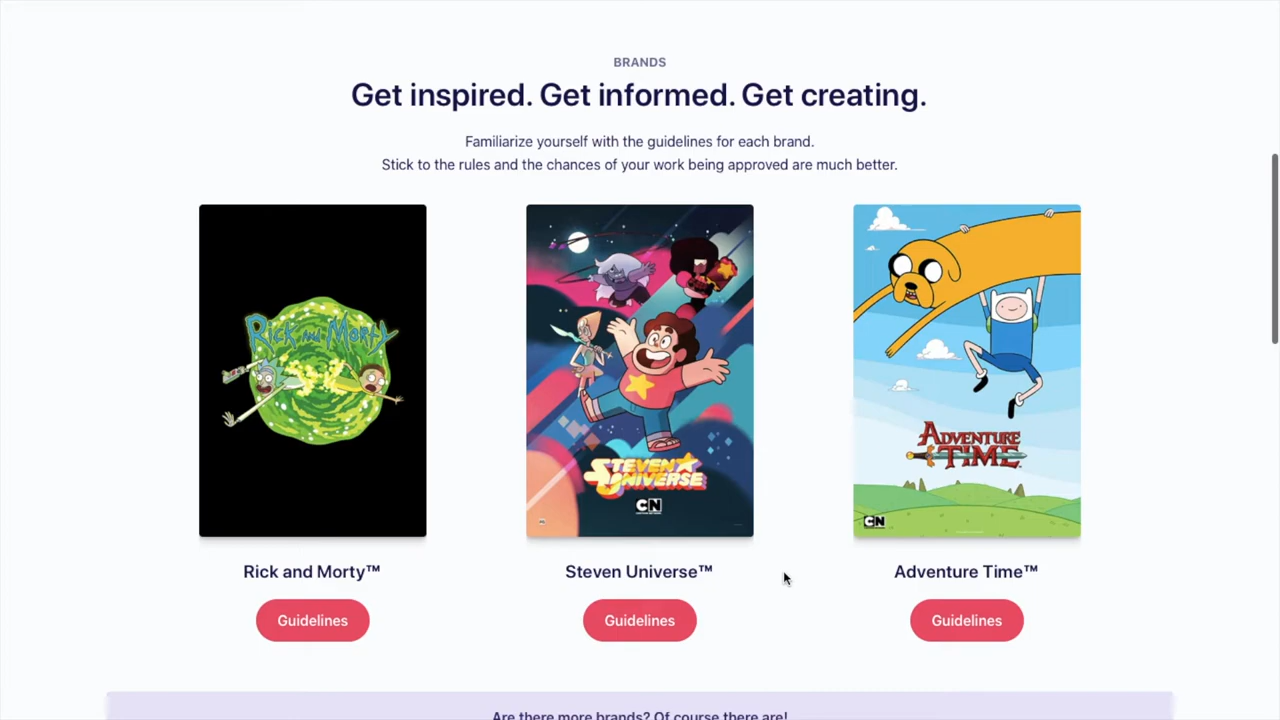 BRANDS
Get inspired. Get informed. Get creating.
Familiarize yourself with the guidelines for each brand.
Stick to the rules and the chances of your work being approved are much better.
Rick and Morty
STEVEN
UNIVERSE
CN
ADVENTURE
TIME
CN
Rick and Morty™
Steven Universe™
Adventure Time™
Guidelines
Guidelines
Guidelines
Are there more brands? Of course there are!